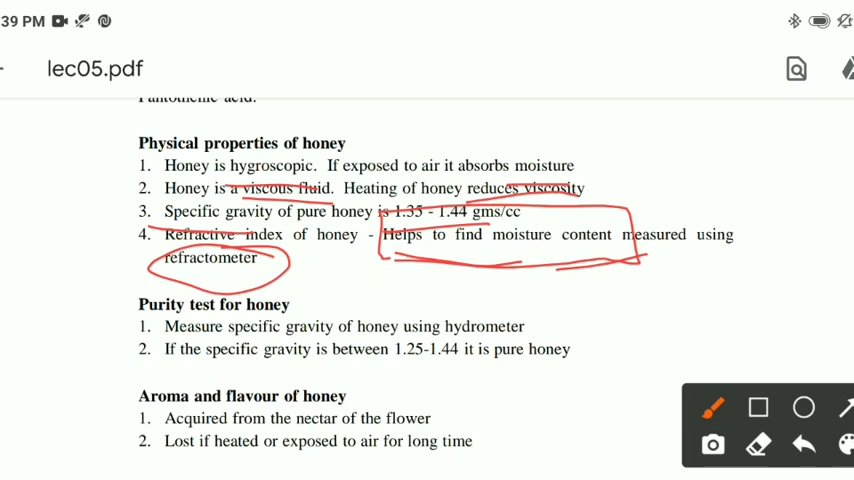 39 PM
lec05.pdf
Pantothenic acid.
Physical properties of honey
1. Honey is hygroscopic. If exposed to air it absorbs moisture
2. Honey is a viscous fluid. Heating of honey reduces viscosity
3. Specific gravity of pure honey is 1.35 - 1.44 gms/cc
4. Refractive index of honey - Helps to find moisture content measured using
refractometer
Purity test for honey
1. Measure specific gravity of honey using hydrometer
2. If the specific gravity is between 1.25-1.44 it is pure honey
Aroma and flavour of honey
1. Acquired from the nectar of the flower
2. Lost if heated or exposed to air for long time